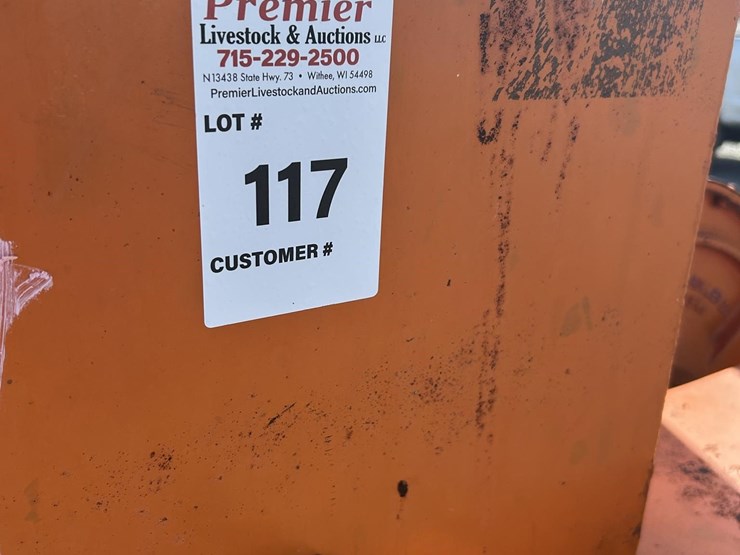 Premier
Livestock & Auctions LLC
715-229-2500
N13438 State Hwy. 73 • Withee, WI 54498
PremierLivestockandAuctions.com
LOT #
117
CUSTOMER #